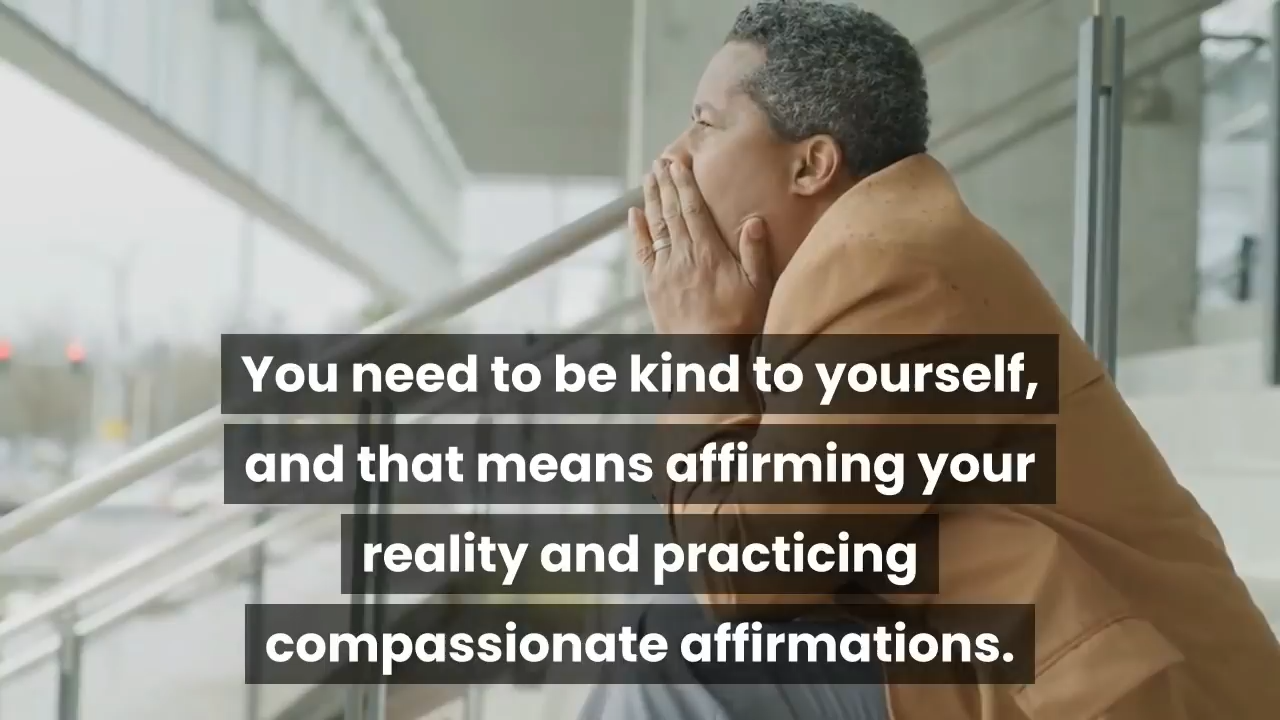 You need to be kind to yourself,
and that means affirming your
reality and practicing
compassionate affirmations.